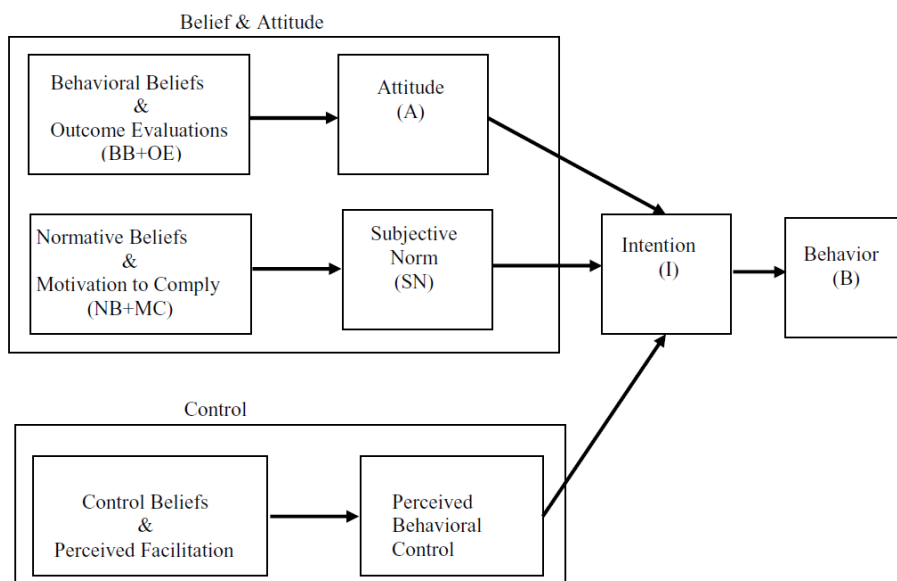 Belief & Attitude
Behavioral Beliefs
&
Outcome Evaluations
(BB+OE)
Attitude
(A)
Normative Beliefs
&
Motivation to Comply
(NB+MC)
Subjective
Norm
(SN)
Intention
(I)
Behavior
(B)
Control
Control Beliefs
&
Perceived Facilitation
Perceived
Behavioral
Control